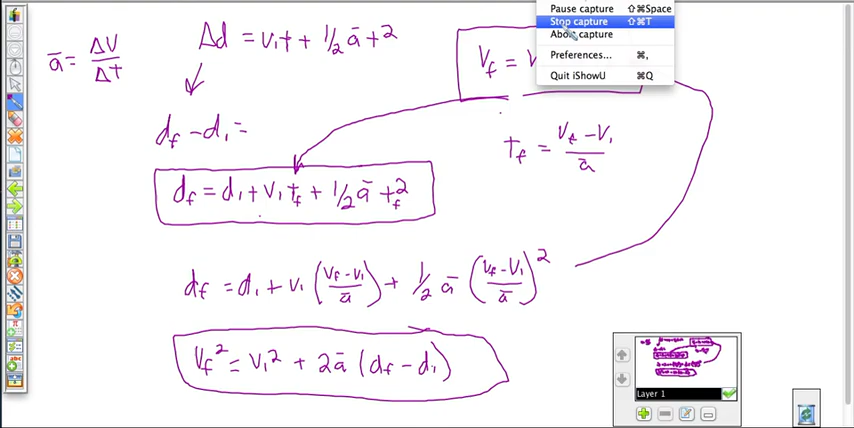 Pause capture ⇧⌘Space
Stop capture ⇧⌘T
Abort capture
Preferences... ⌘,
Quit iShowU ⌘Q
ā = ΔV/ΔT
Δd = v₁t + 1/2 āt²
V_f = V
d_f - d₁ =
t_f = (V_f - V₁)/ā
d_f = d₁ + V₁t_f + 1/2 āt_f²
d_f = d₁ + v₁ ((V_f - V₁)/ā) + 1/2 ā ((V_f - V₁)/ā)²
V_f² = V₁² + 2ā (d_f - d₁)
Layer 1